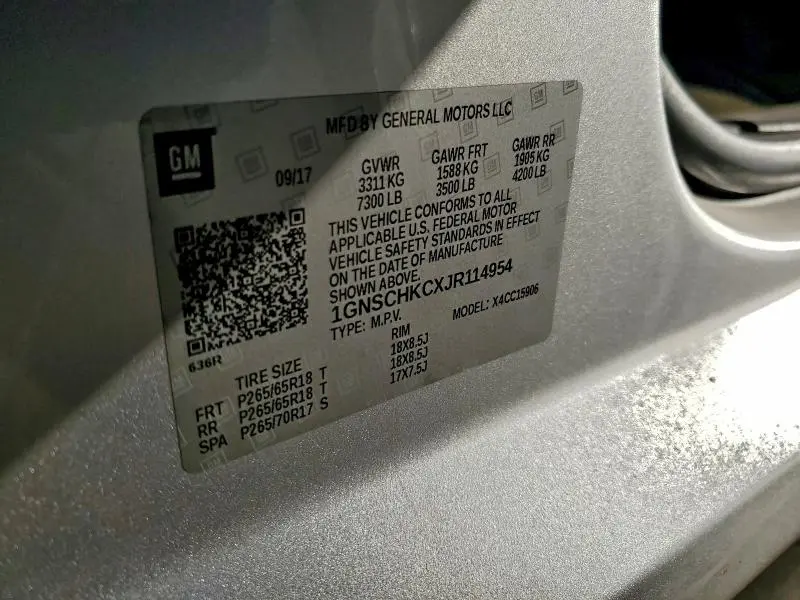 MFD BY GENERAL MOTORS LLC
GM
09/17
GVWR GAWR FRT GAWR RR
3311 KG 1588 KG 1905 KG
7300 LB 3500 LB 4200 LB
THIS VEHICLE CONFORMS TO ALL
APPLICABLE U.S. FEDERAL MOTOR
VEHICLE SAFETY STANDARDS IN EFFECT
ON THE DATE OF MANUFACTURE
SHOWN ABOVE.
1GNSCHKCXJR114954
TYPE: M.P.V. MODEL: X4CC15906
636R
TIRE SIZE RIM
FRT P265/65R18 T 18X8.5J
RR P265/65R18 T 18X8.5J
SPA P265/70R17 S 17X7.5J